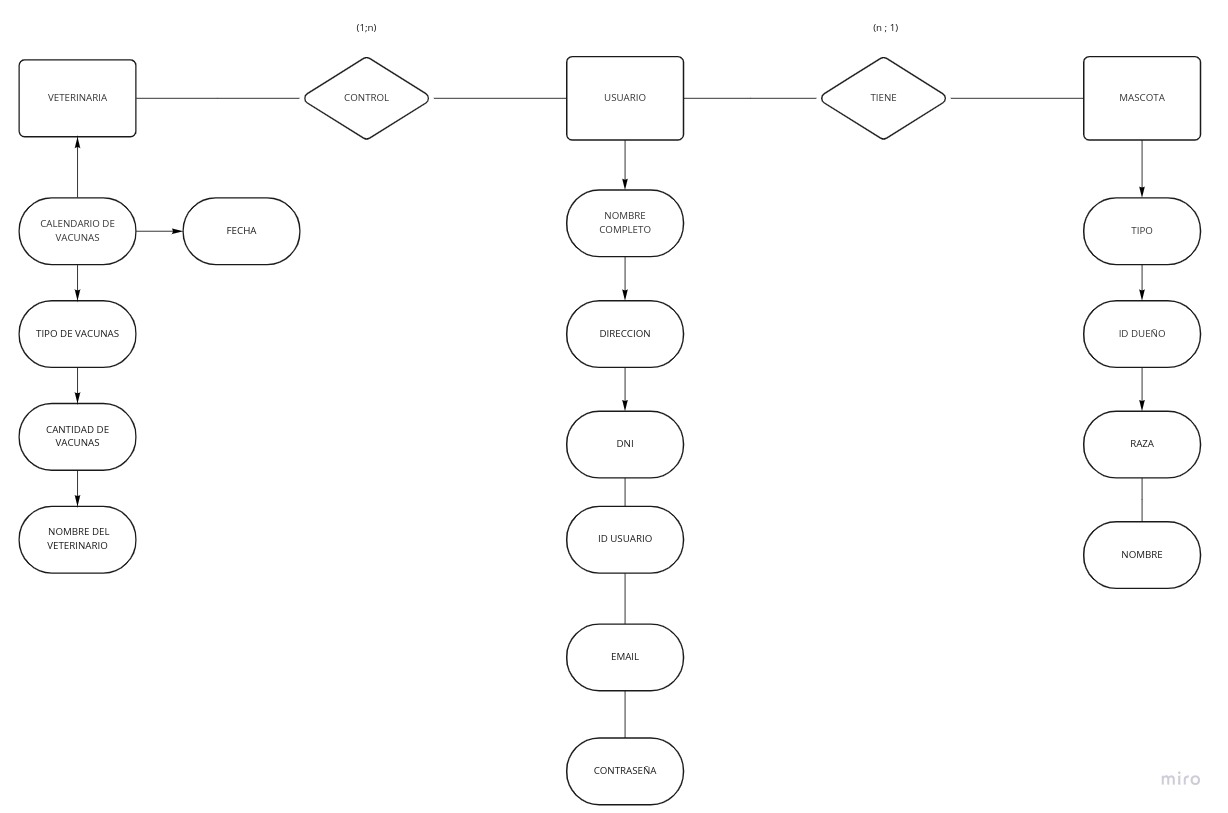 (1;n)
(n ; 1)
VETERINARIA
CONTROL
USUARIO
TIENE
MASCOTA
CALENDARIO DE
VACUNAS
FECHA
NOMBRE
COMPLETO
TIPO
TIPO DE VACUNAS
DIRECCION
ID DUEÑO
CANTIDAD DE
VACUNAS
DNI
RAZA
NOMBRE DEL
VETERINARIO
ID USUARIO
NOMBRE
EMAIL
CONTRASEÑA
miro